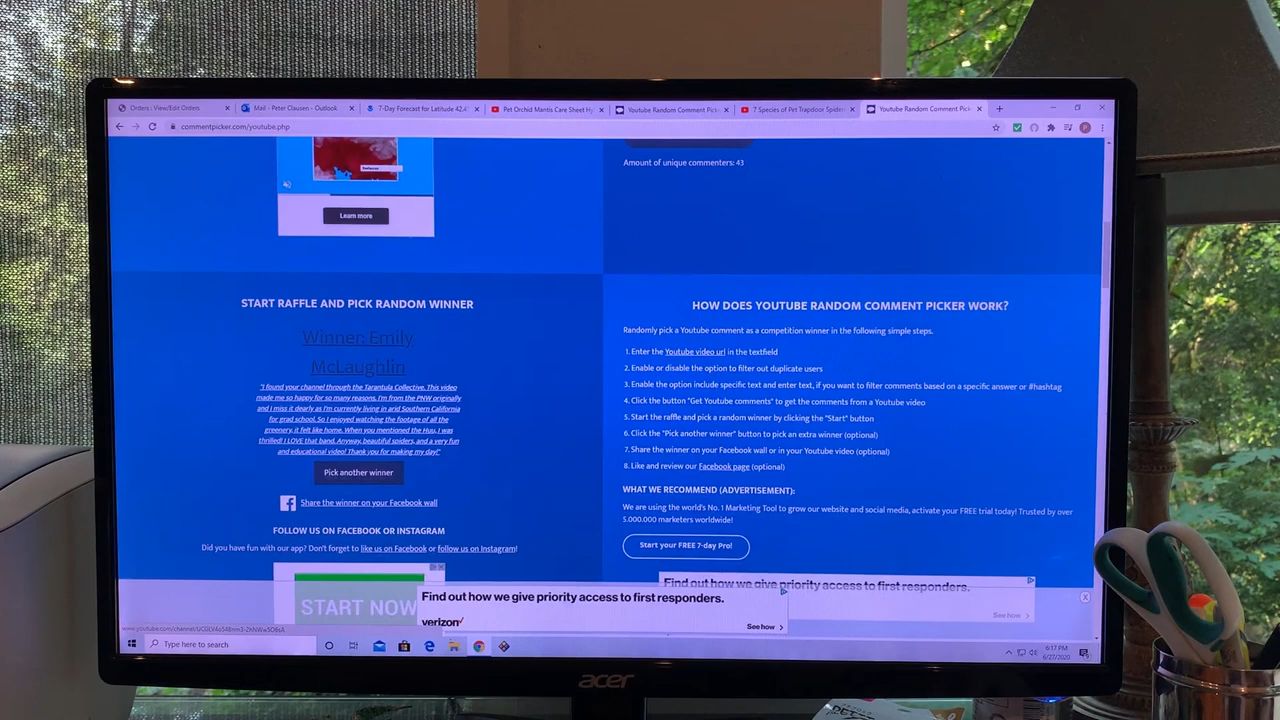 Orders : View/Edit Orders
Mail - Peter Clausen - Outlook
7-Day Forecast for Latitude 42.4
Pet Orchid Mantis Care Sheet Hy
Youtube Random Comment Pick
7 Species of Pet Trapdoor Spider
Youtube Random Comment Pick
commentpicker.com/youtube.php
Amount of unique commenters: 43
Learn more
START RAFFLE AND PICK RANDOM WINNER
Winner: Emily
McLaughlin
"I found your channel through the Tarantula Collective. This video
made me so happy for so many reasons. I'm from the PNW originally
and I miss it dearly as I'm currently living in arid Southern California
for grad school. So I enjoyed watching the footage of all the
greenery, it felt like home. When you mentioned the Huu, I was
thrilled! I LOVE that band. Anyway, beautiful spiders, and a very fun
and educational video! Thank you for making my day!"
Pick another winner
Share the winner on your Facebook wall
FOLLOW US ON FACEBOOK OR INSTAGRAM
Did you have fun with our app? Don't forget to like us on Facebook or follow us on Instagram!
START NOW
HOW DOES YOUTUBE RANDOM COMMENT PICKER WORK?
Randomly pick a Youtube comment as a competition winner in the following simple steps.
1. Enter the Youtube video url in the textfield
2. Enable or disable the option to filter out duplicate users
3. Enable the option include specific text and enter text, if you want to filter comments based on a specific answer or #hashtag
4. Click the button "Get Youtube comments" to get the comments from a Youtube video
5. Start the raffle and pick a random winner by clicking the "Start" button
6. Click the "Pick another winner" button to pick an extra winner (optional)
7. Share the winner on your Facebook wall or in your Youtube video (optional)
8. Like and review our Facebook page (optional)
WHAT WE RECOMMEND (ADVERTISEMENT):
We are using the world's No. 1 Marketing Tool to grow our website and social media, activate your FREE trial today! Trusted by over
5.000.000 marketers worldwide!
Start your FREE 7-day Pro!
Find out how we give priority access to first responders.
See how
Find out how we give priority access to first responders.
verizon
See how
Type here to search
6:17 PM
6/27/2020
acer